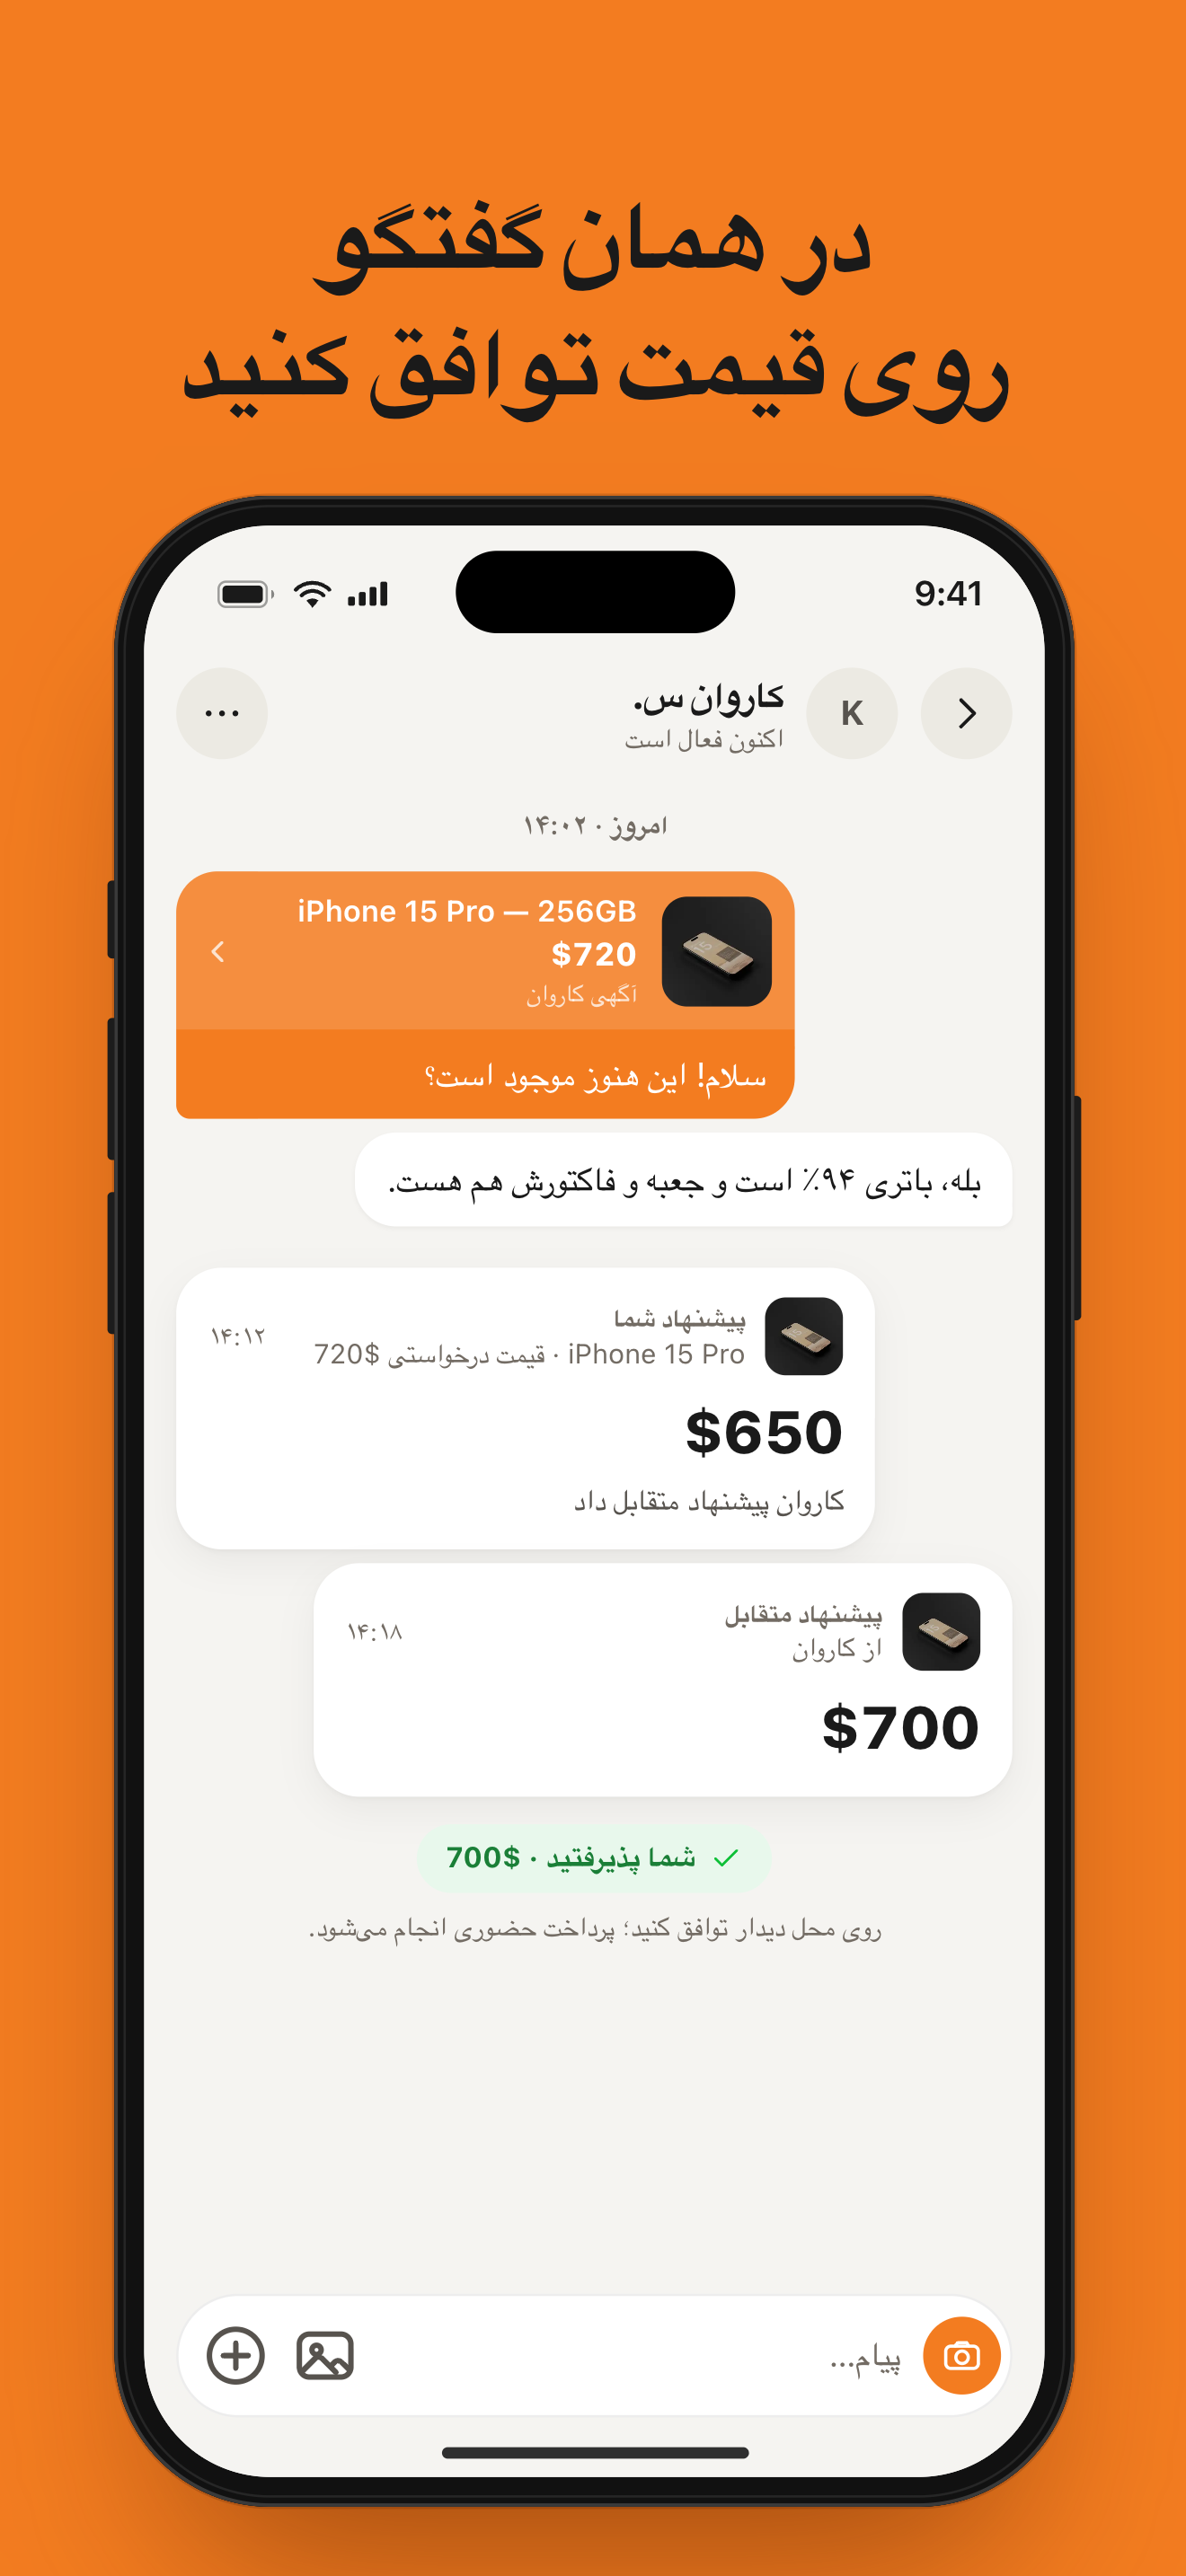 در همان گفتگو
روی قیمت توافق کنید
9:41
K
کاروان س.
اکنون فعال است
امروز · ۱۴:۰۲
iPhone 15 Pro — 256GB
$720
آگهی کاروان
سلام! این هنوز موجود است؟
بله، باتری ۹۴٪ است و جعبه و فاکتورش هم هست.
پیشنهاد شما
۱۴:۱۲
iPhone 15 Pro · قیمت درخواستی $720
$650
کاروان پیشنهاد متقابل داد
پیشنهاد متقابل
۱۴:۱۸
از کاروان
$700
شما پذیرفتید · $700
روی محل دیدار توافق کنید؛ پرداخت حضوری انجام می‌شود.
پیام...